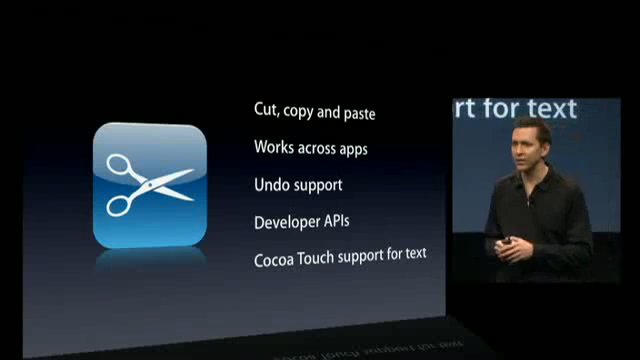 Cut, copy and paste
Works across apps
Undo support
Developer APIs
Cocoa Touch support for text
rt for text